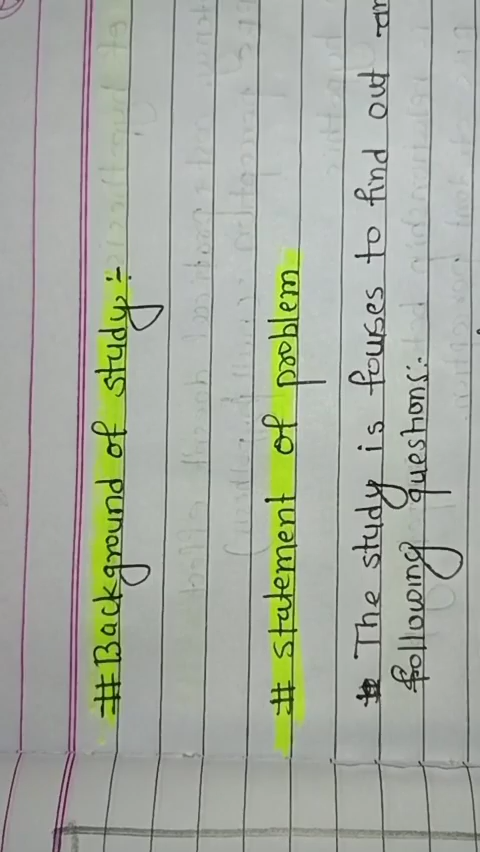 #Background of study:-
# statement of problem
The study is fouses to find out
following questions:-